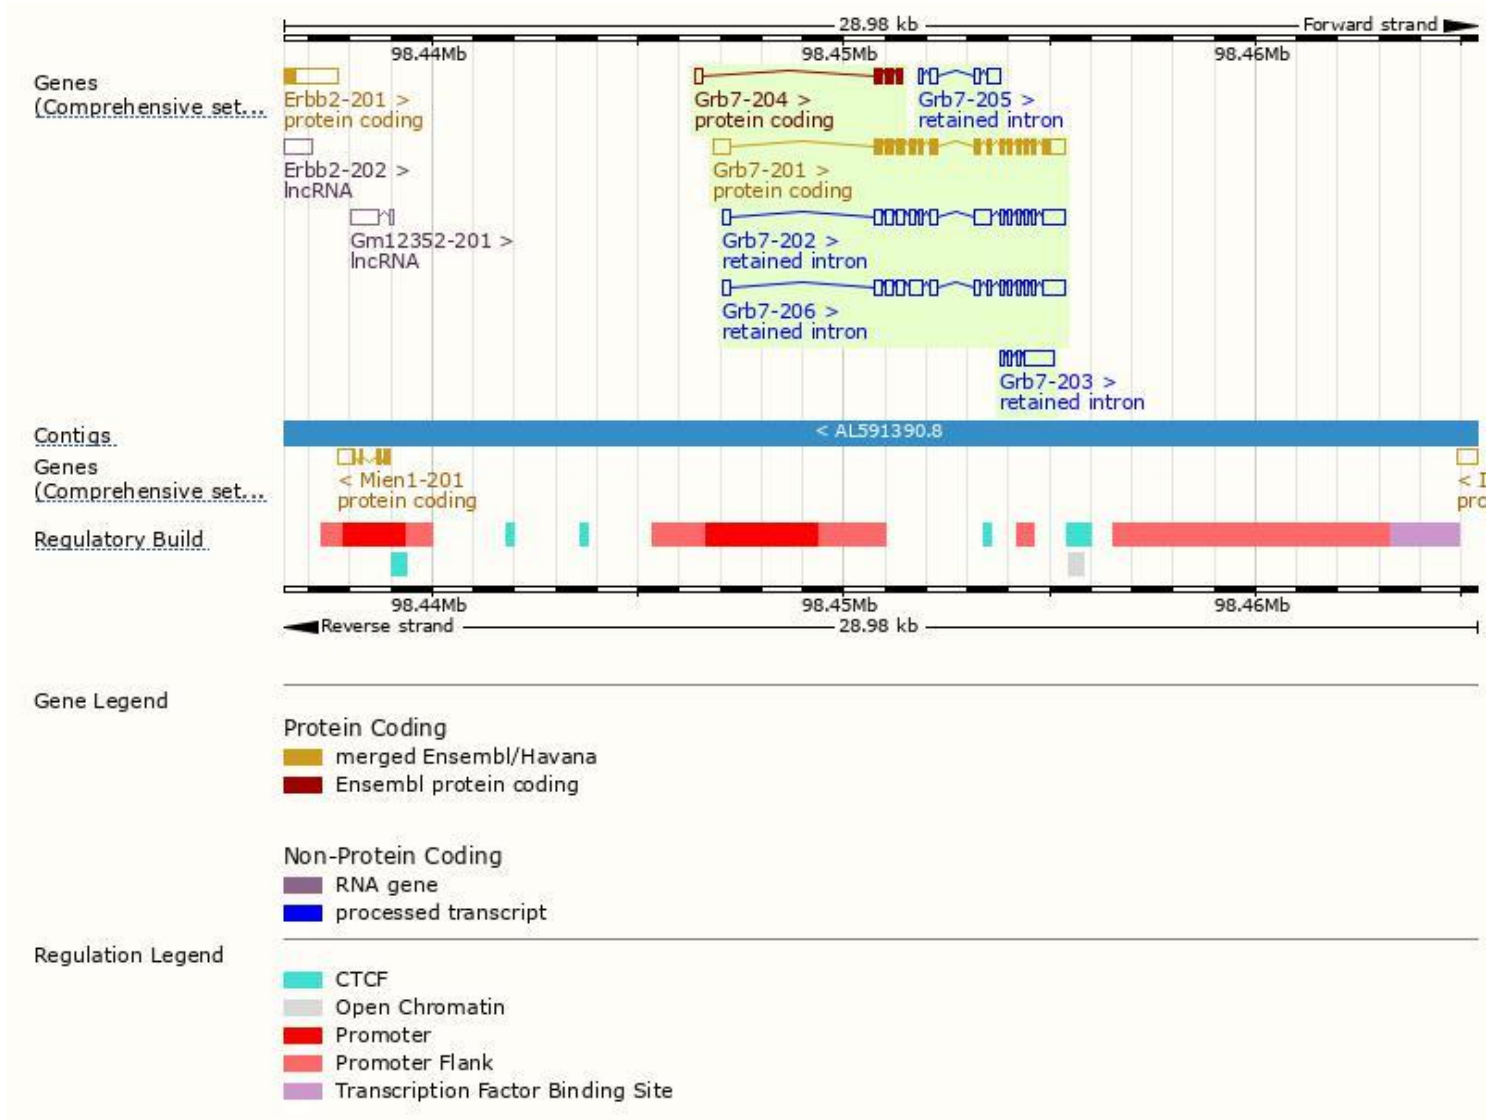 28.98 kb Forward strand
98.44Mb 98.45Mb 98.46Mb
Genes
(Comprehensive set...
Erbb2-201 > Grb7-204 > Grb7-205 >
protein coding protein coding retained intron
Erbb2-202 > Grb7-201 >
lncRNA protein coding
Gm12352-201 > Grb7-202 >
lncRNA retained intron
Grb7-206 >
retained intron
Grb7-203 >
retained intron
Contigs < AL591390.8
Genes
(Comprehensive set...
< Mien1-201 < I
protein coding pro
Regulatory Build
98.44Mb 98.45Mb 98.46Mb
Reverse strand 28.98 kb
Gene Legend
Protein Coding
merged Ensembl/Havana
Ensembl protein coding
Non-Protein Coding
RNA gene
processed transcript
Regulation Legend
CTCF
Open Chromatin
Promoter
Promoter Flank
Transcription Factor Binding Site